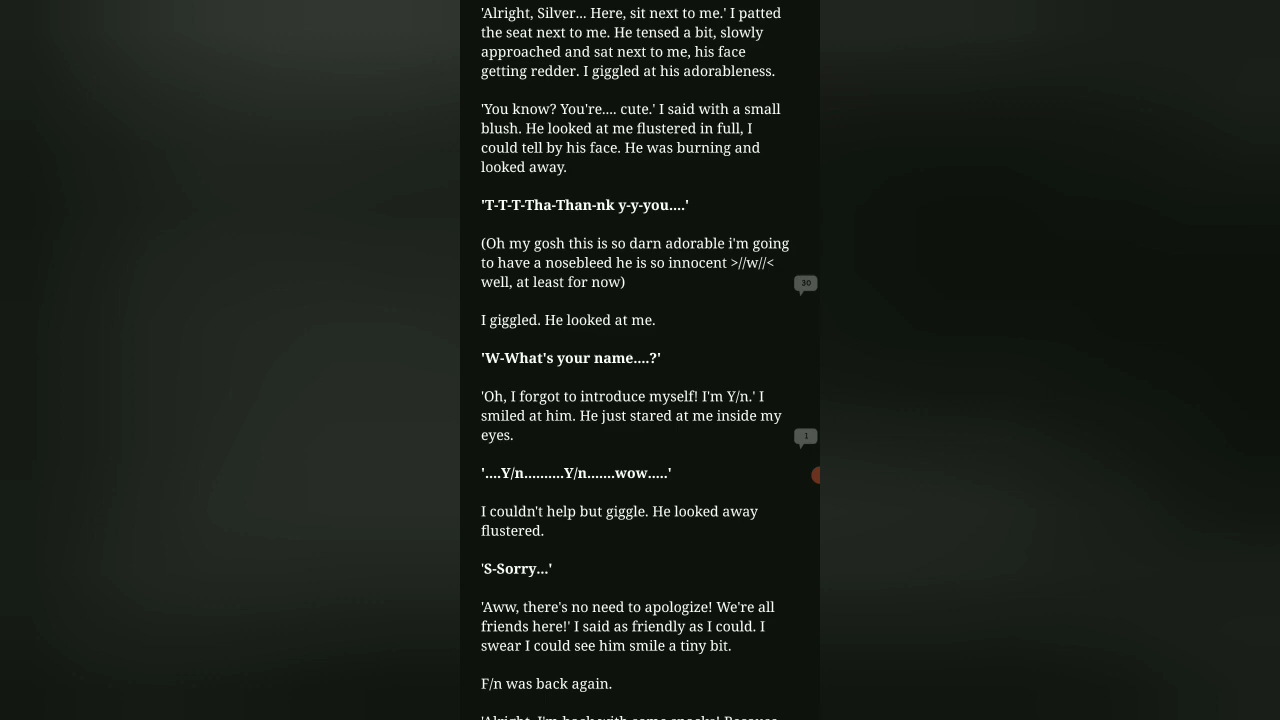 'Alright, Silver... Here, sit next to me.' I patted
the seat next to me. He tensed a bit, slowly
approached and sat next to me, his face
getting redder. I giggled at his adorableness.
'You know? You're.... cute.' I said with a small
blush. He looked at me flustered in full, I
could tell by his face. He was burning and
looked away.
'T-T-T-Tha-Than-nk y-y-you....'
(Oh my gosh this is so darn adorable i'm going
to have a nosebleed he is so innocent >//w//<
well, at least for now)
30
I giggled. He looked at me.
'W-What's your name....?'
'Oh, I forgot to introduce myself! I'm Y/n.' I
smiled at him. He just stared at me inside my
eyes.
1
'....Y/n..........Y/n.......wow.....'
I couldn't help but giggle. He looked away
flustered.
'S-Sorry...'
'Aww, there's no need to apologize! We're all
friends here!' I said as friendly as I could. I
swear I could see him smile a tiny bit.
F/n was back again.
'Alright, I'm back with some snacks! Because